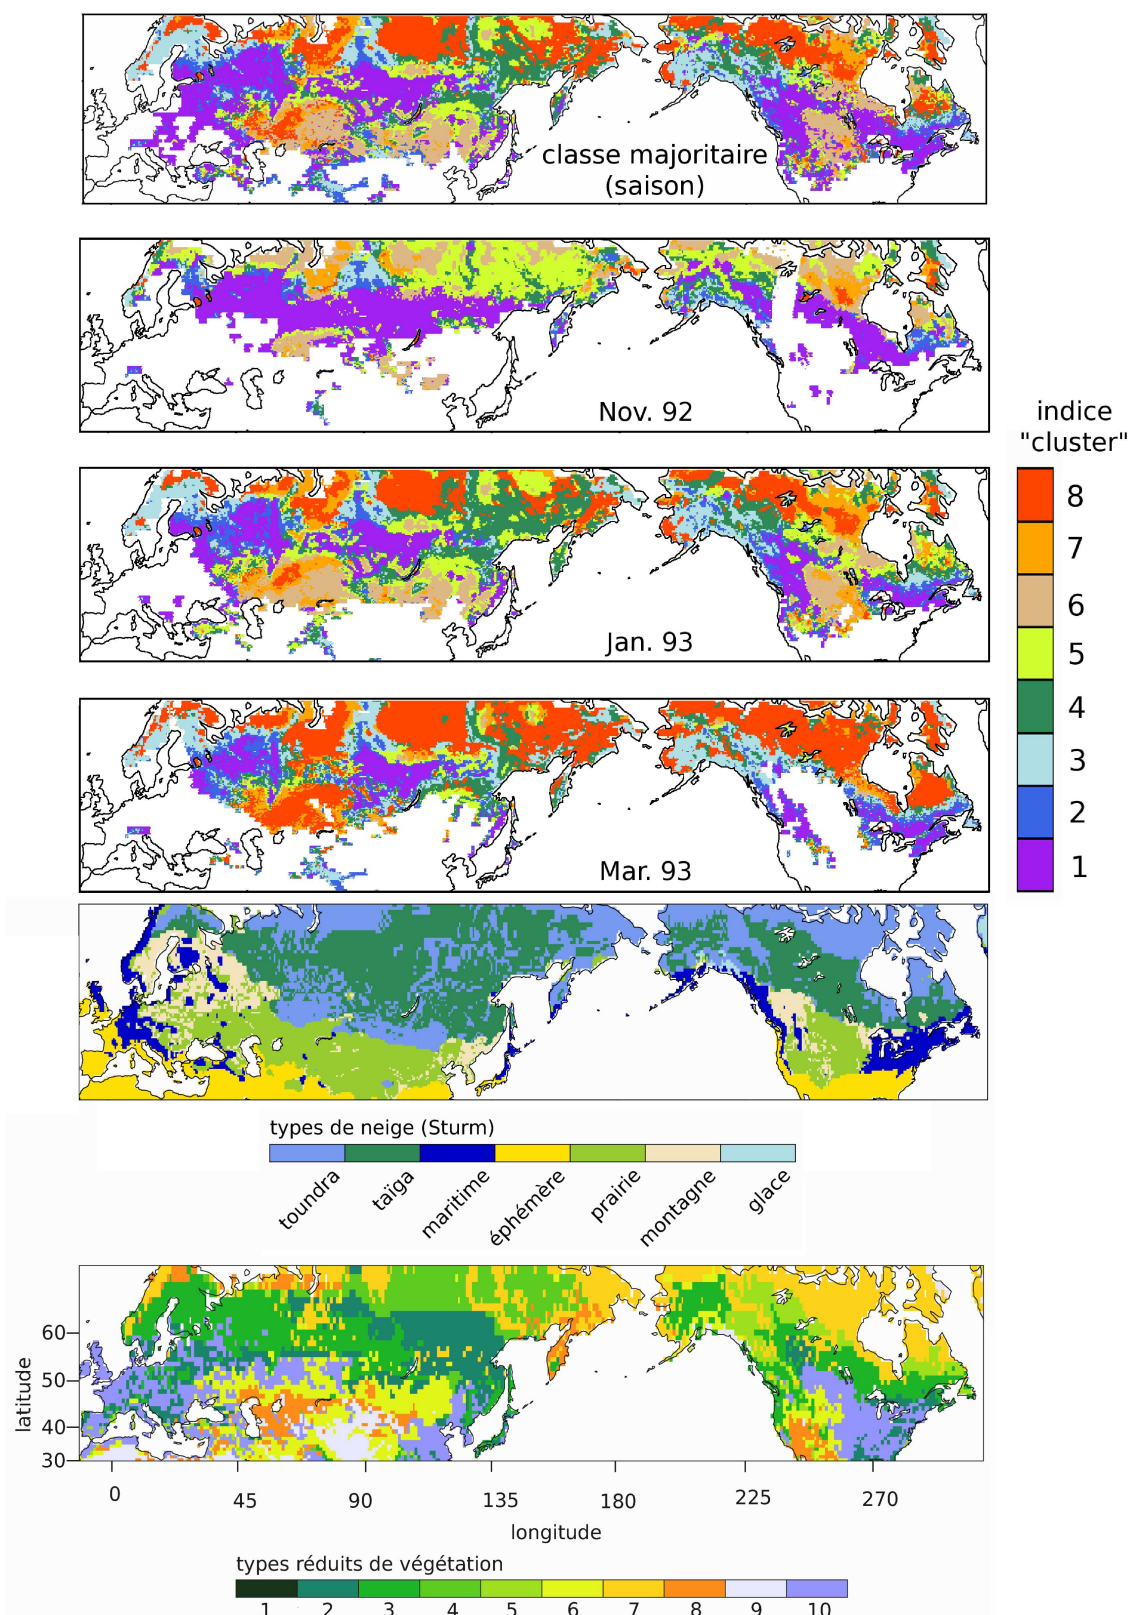 classe majoritaire
(saison)
Nov. 92
indice
"cluster"
8
7
6
5
4
3
2
1
Jan. 93
Mar. 93
types de neige (Sturm)
toundra
taïga
maritime
éphémère
prairie
montagne
glace
latitude
60
50
40
30
0 45 90 135 180 225 270
longitude
types réduits de végétation
1 2 3 4 5 6 7 8 9 10